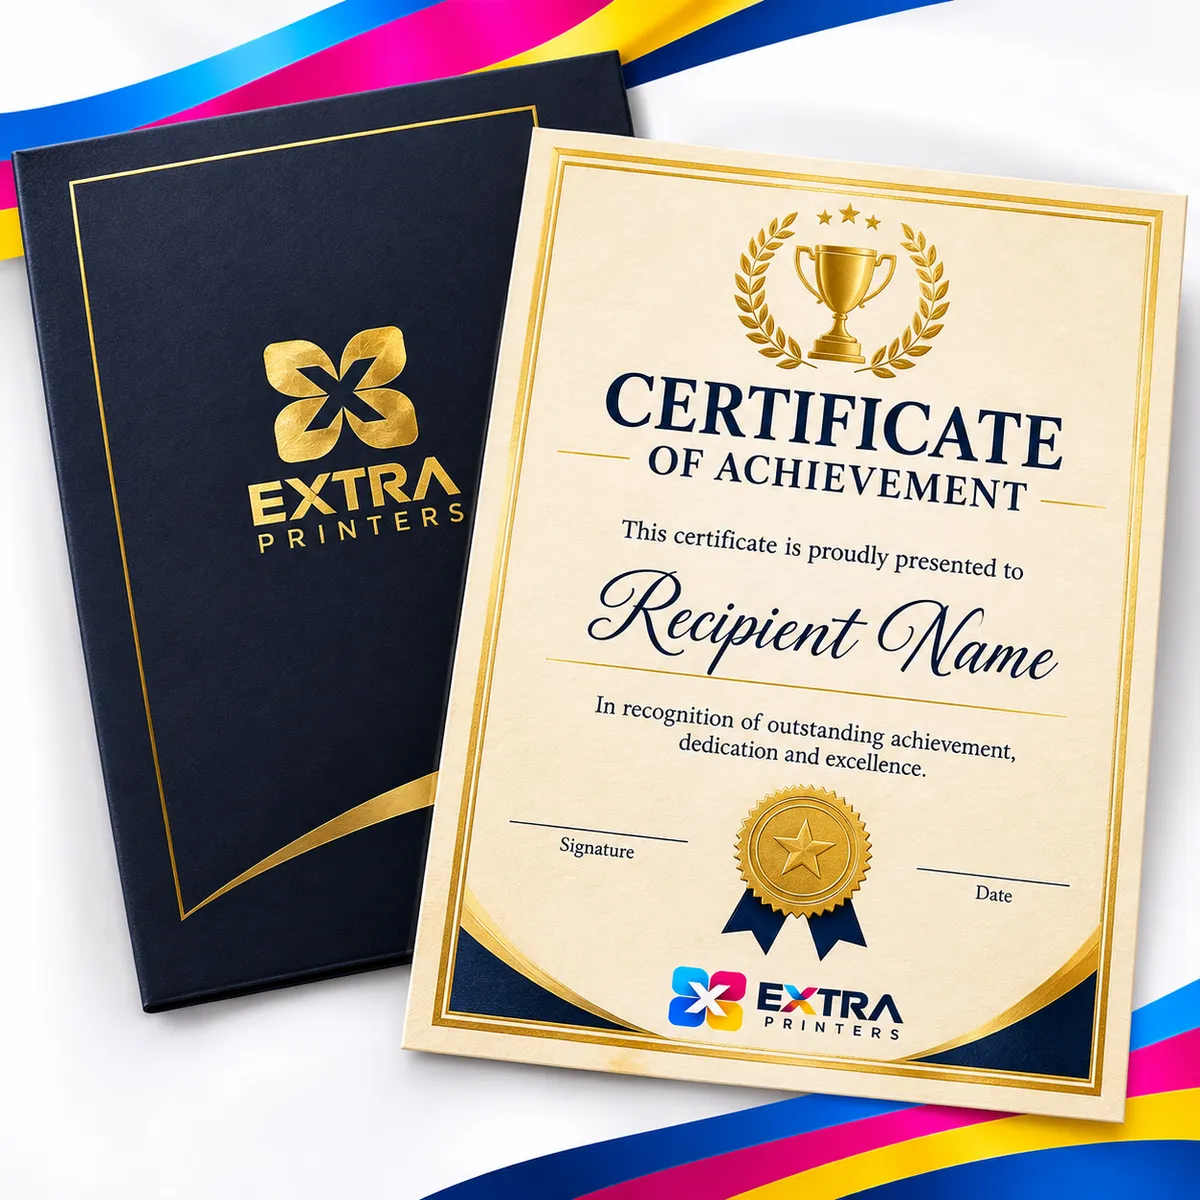 EXTRA
PRINTERS
CERTIFICATE
OF ACHIEVEMENT
This certificate is proudly presented to
Recipient Name
In recognition of outstanding achievement,
dedication and excellence.
Signature
Date
X
EXTRA
PRINTERS